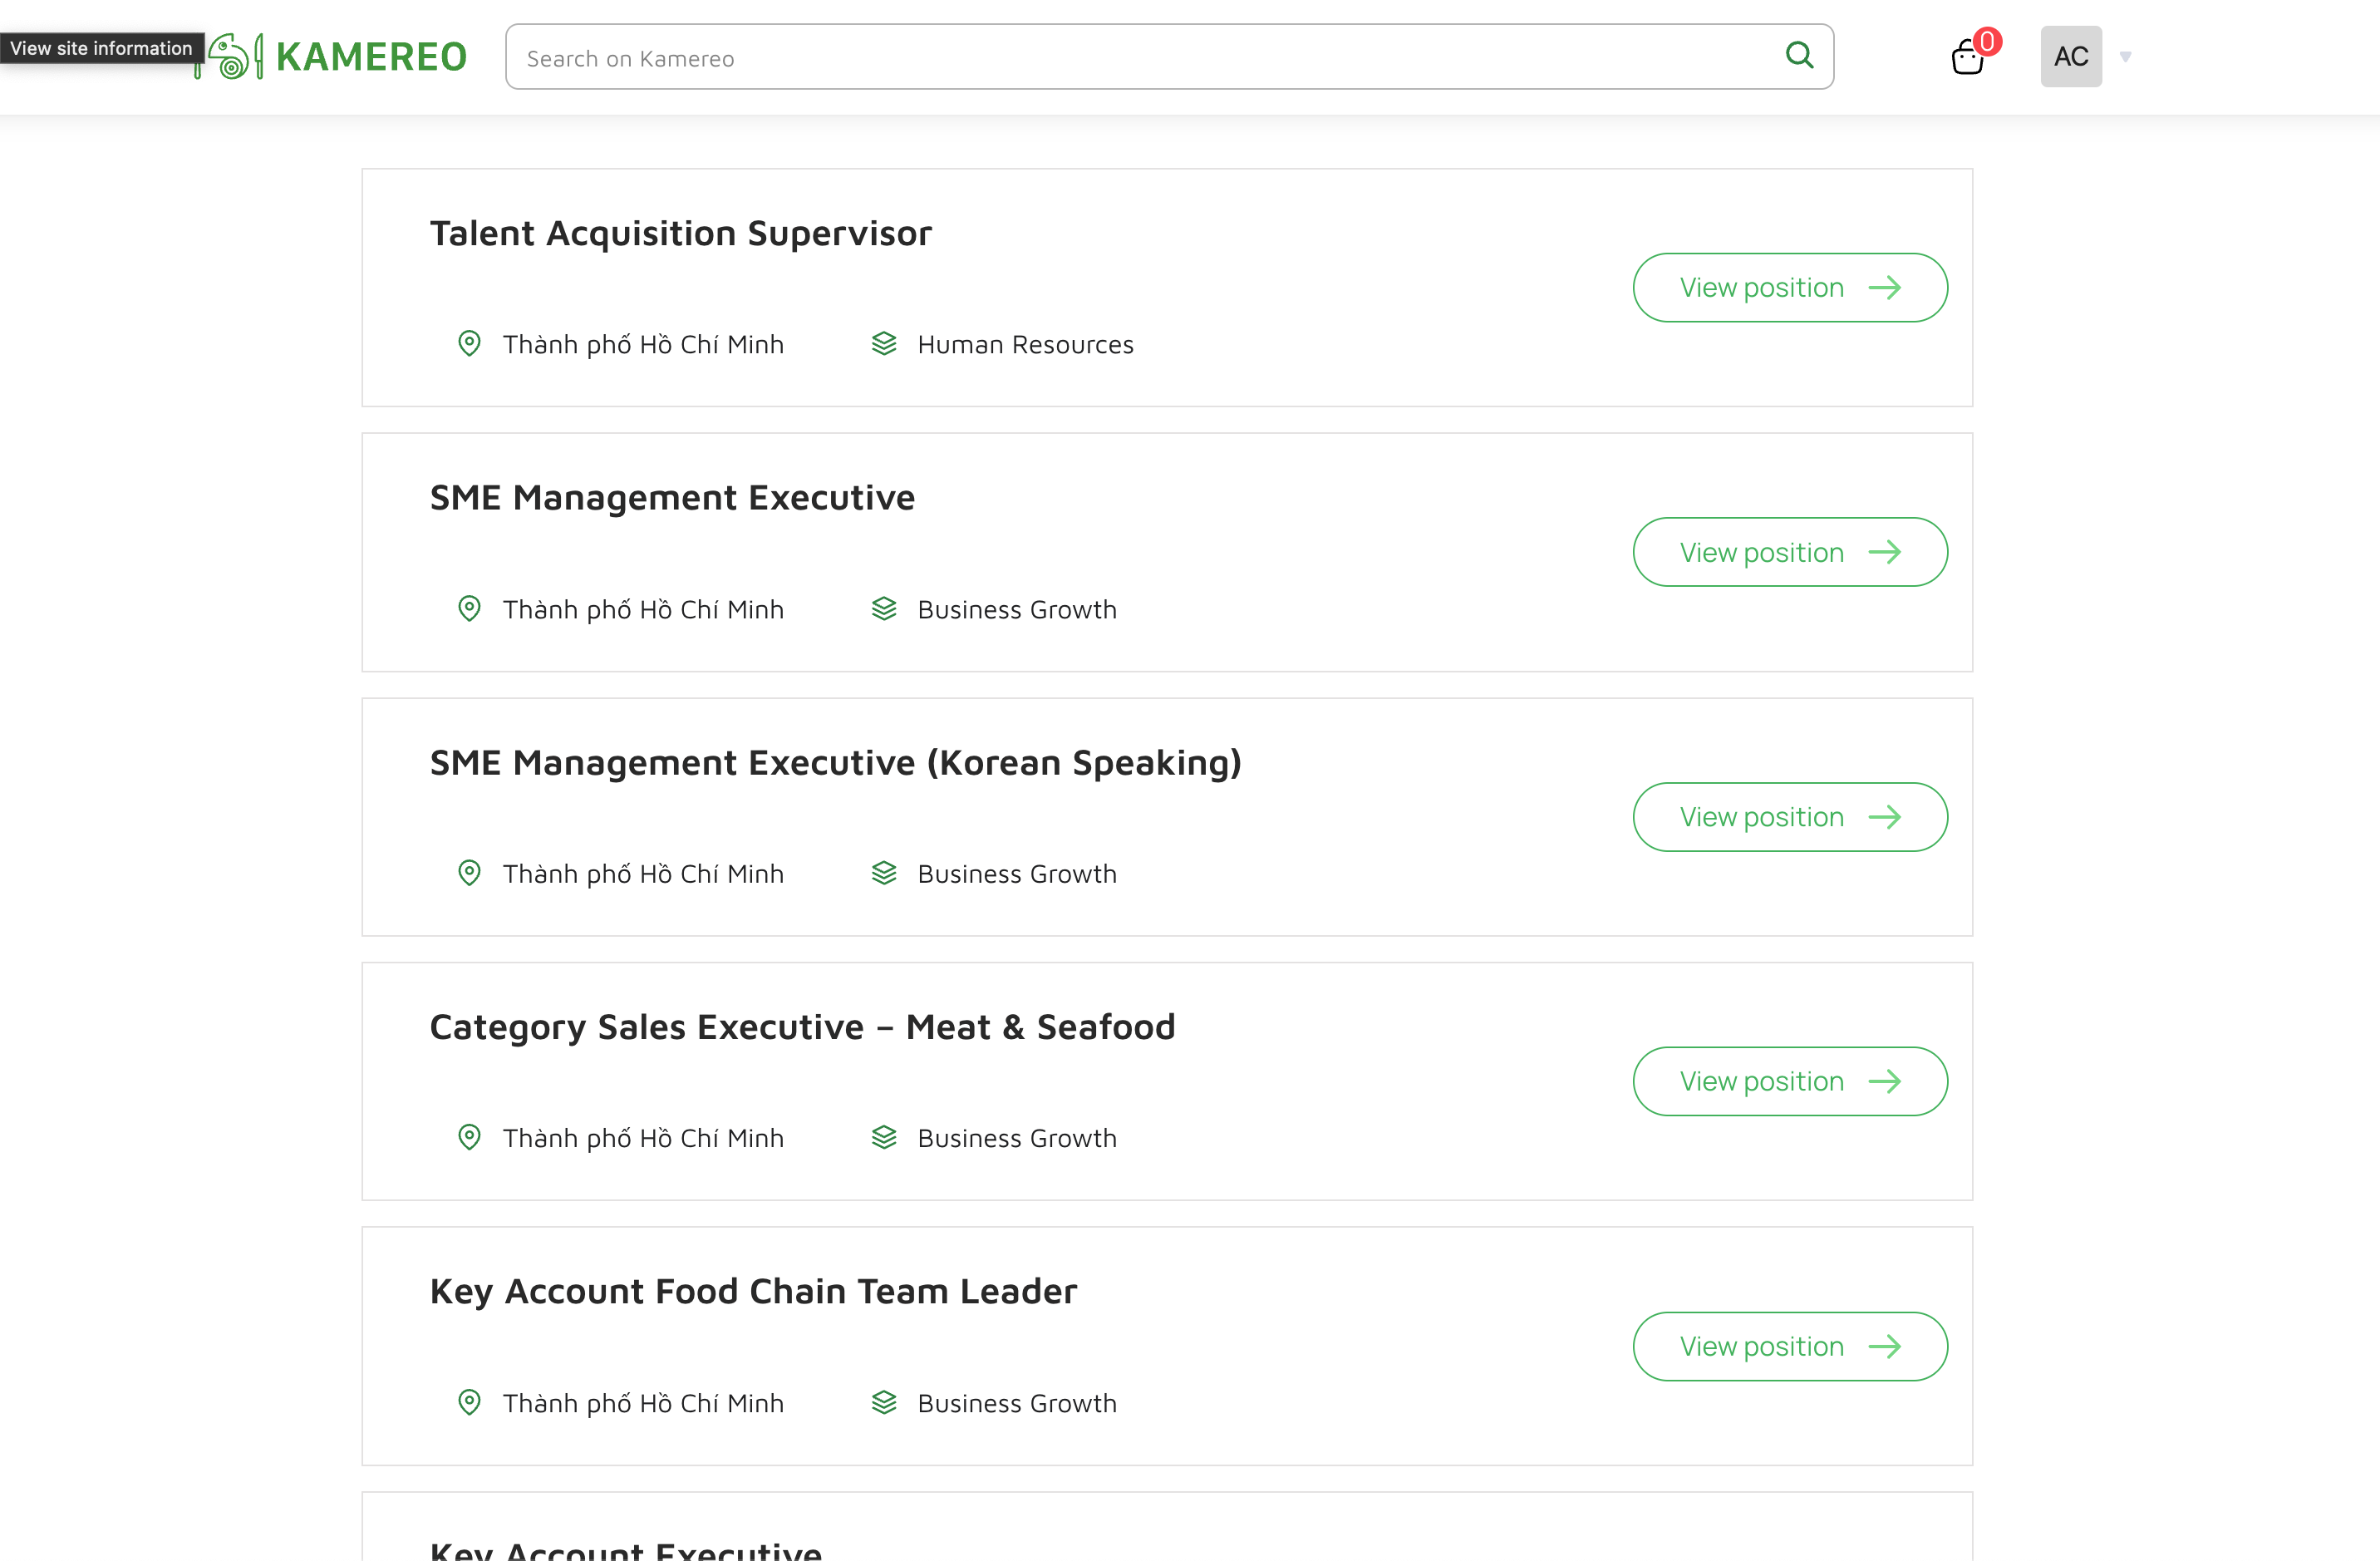 View site information
KAMEREO
Search on Kamereo
0
AC
Talent Acquisition Supervisor
View position
Thành phố Hồ Chí Minh
Human Resources
SME Management Executive
View position
Thành phố Hồ Chí Minh
Business Growth
SME Management Executive (Korean Speaking)
View position
Thành phố Hồ Chí Minh
Business Growth
Category Sales Executive – Meat & Seafood
View position
Thành phố Hồ Chí Minh
Business Growth
Key Account Food Chain Team Leader
View position
Thành phố Hồ Chí Minh
Business Growth
Key Account Executive